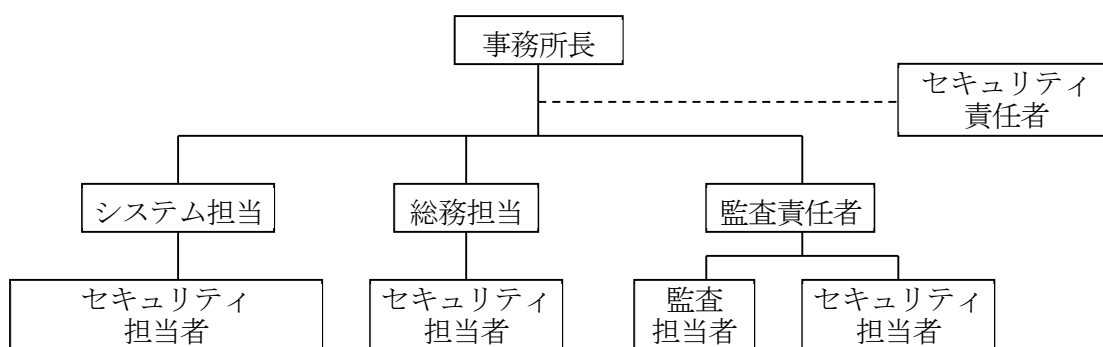 事務所長
セキュリティ
責任者
システム担当
総務担当
監査責任者
セキュリティ
担当者
セキュリティ
担当者
監査
担当者
セキュリティ
担当者